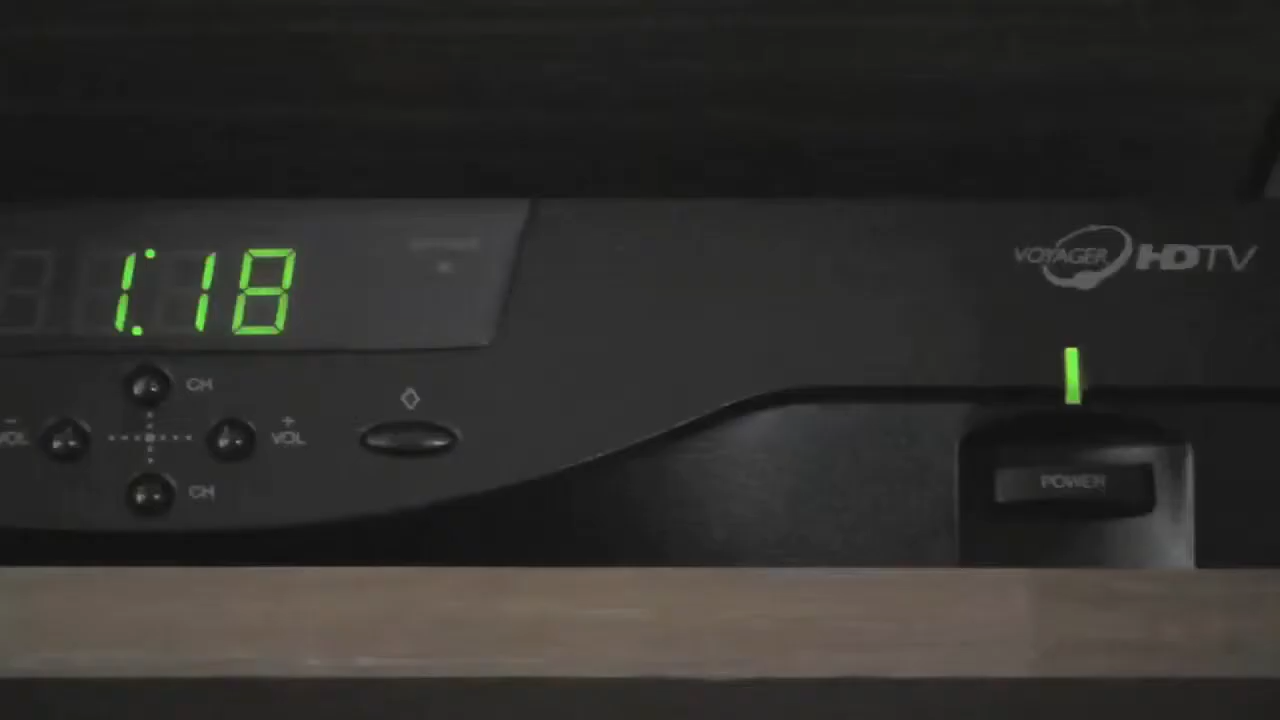 1:18
VOYAGER HDTV
CH
- VOL
+ VOL
CH
POWER